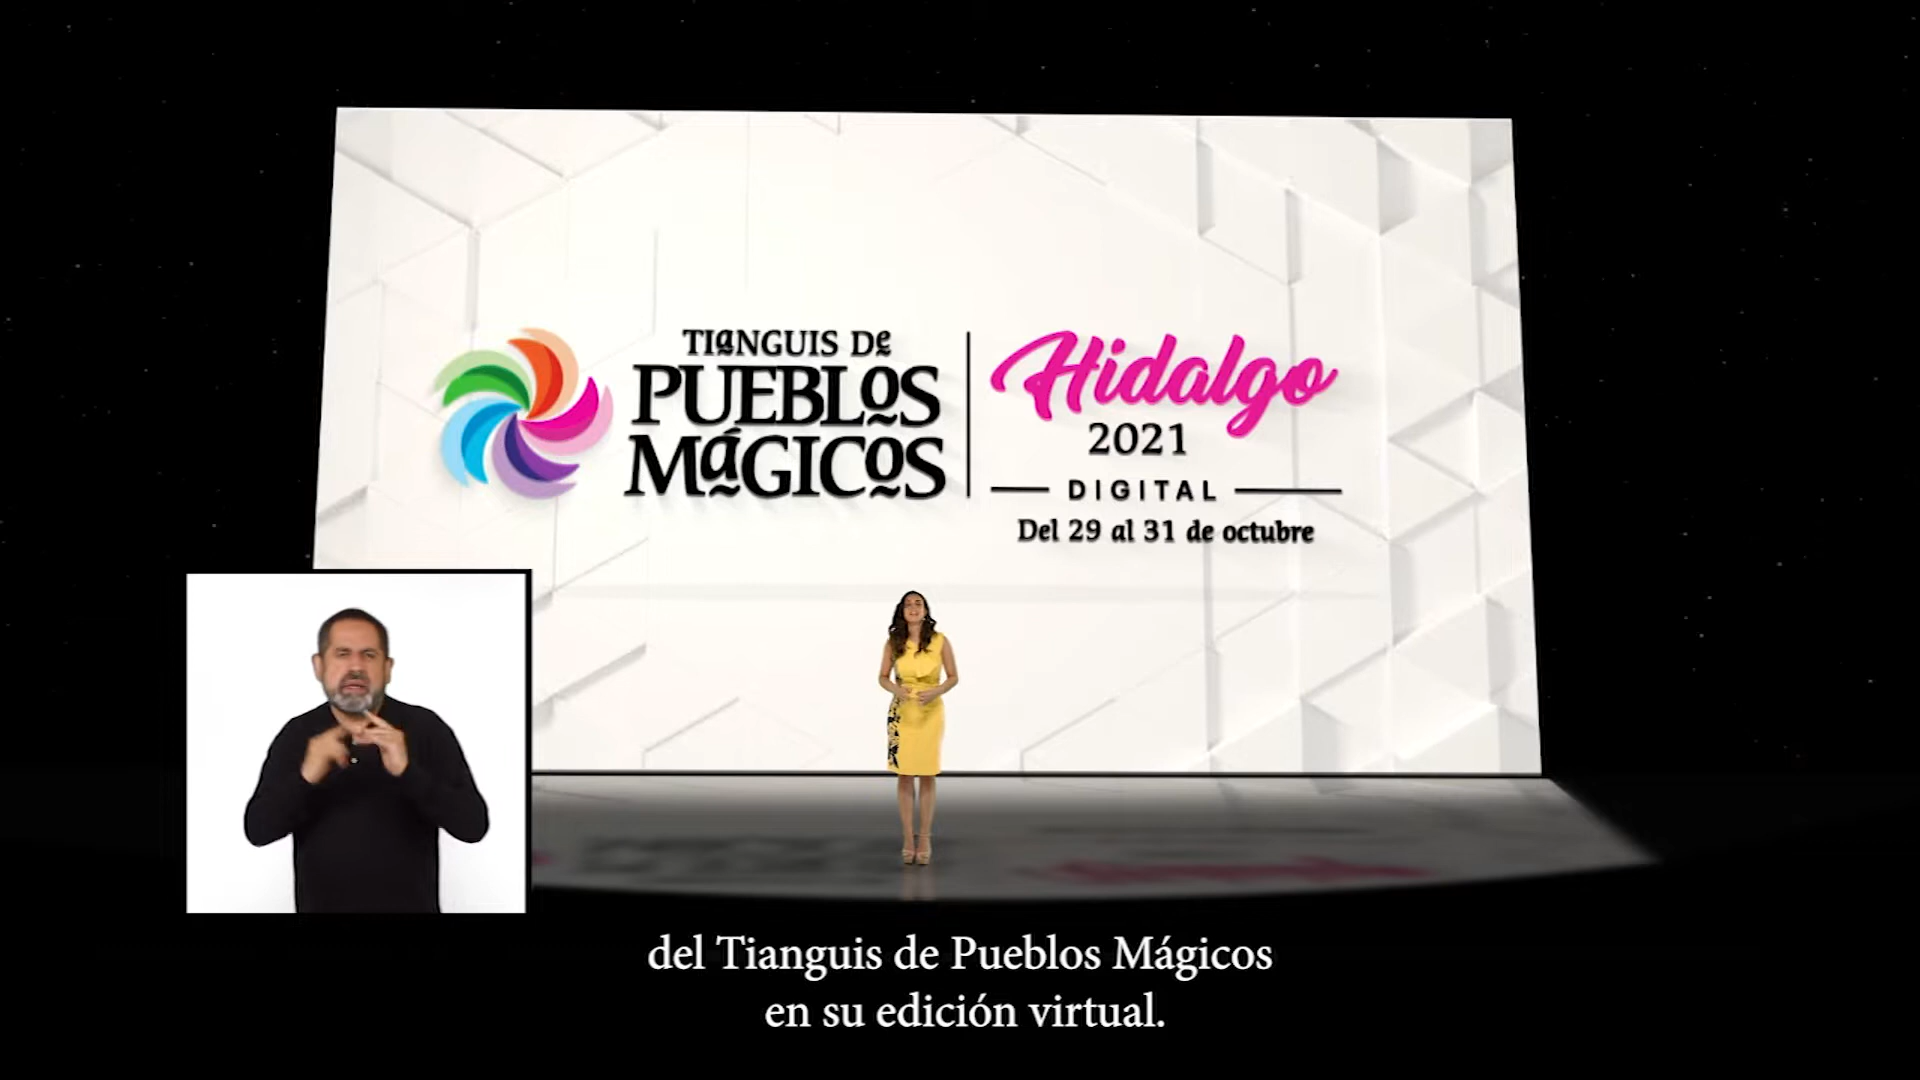 TIANGUIS DE
PUEBLOS
MÁGICOS
Hidalgo
2021
DIGITAL
Del 29 al 31 de octubre
del Tianguis de Pueblos Mágicos
en su edición virtual.